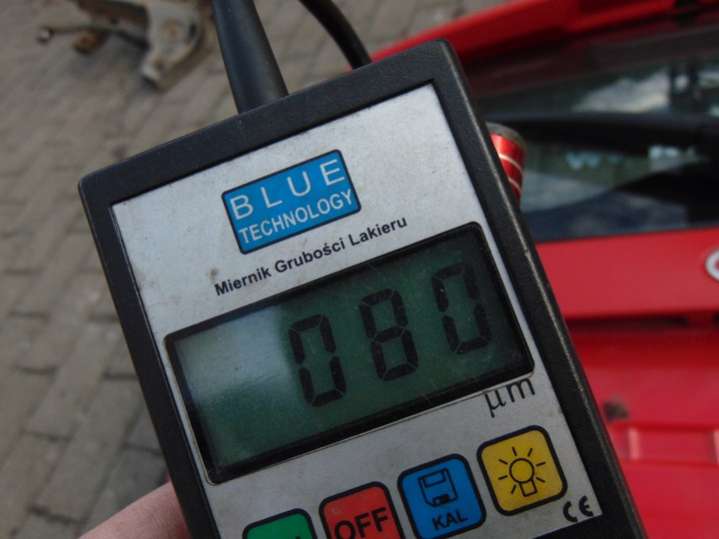 BLUE
TECHNOLOGY
Miernik Grubości Lakieru
080
μm
OFF
KAL
CE